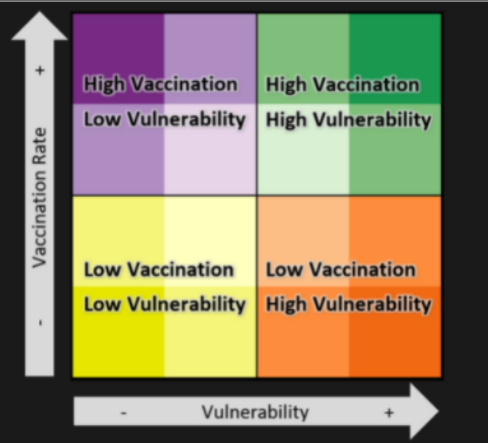 +
Vaccination Rate
-
High Vaccination
Low Vulnerability
High Vaccination
High Vulnerability
Low Vaccination
Low Vulnerability
Low Vaccination
High Vulnerability
- Vulnerability +